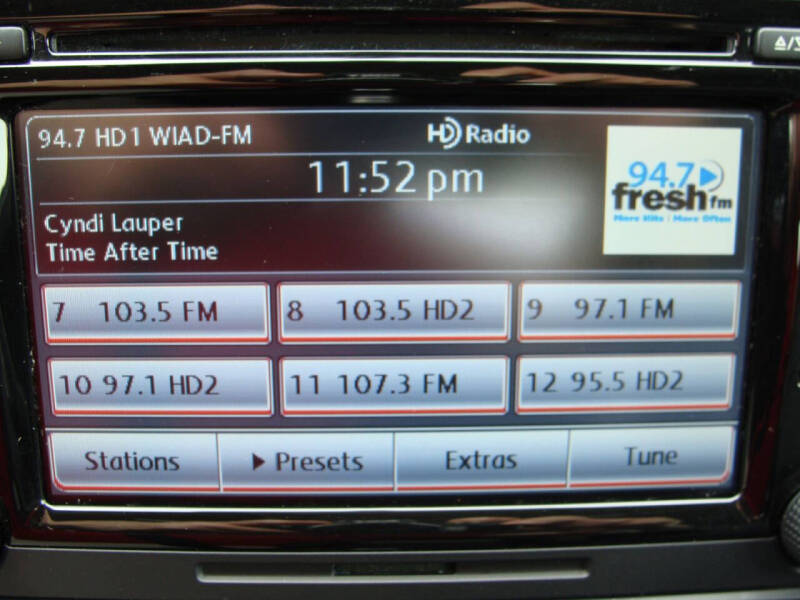 94.7 HD1 WIAD-FM
HD Radio
11:52 pm
94.7
fresh fm
More Hits | More Often
Cyndi Lauper
Time After Time
7 103.5 FM
8 103.5 HD2
9 97.1 FM
10 97.1 HD2
11 107.3 FM
12 95.5 HD2
Stations
Presets
Extras
Tune